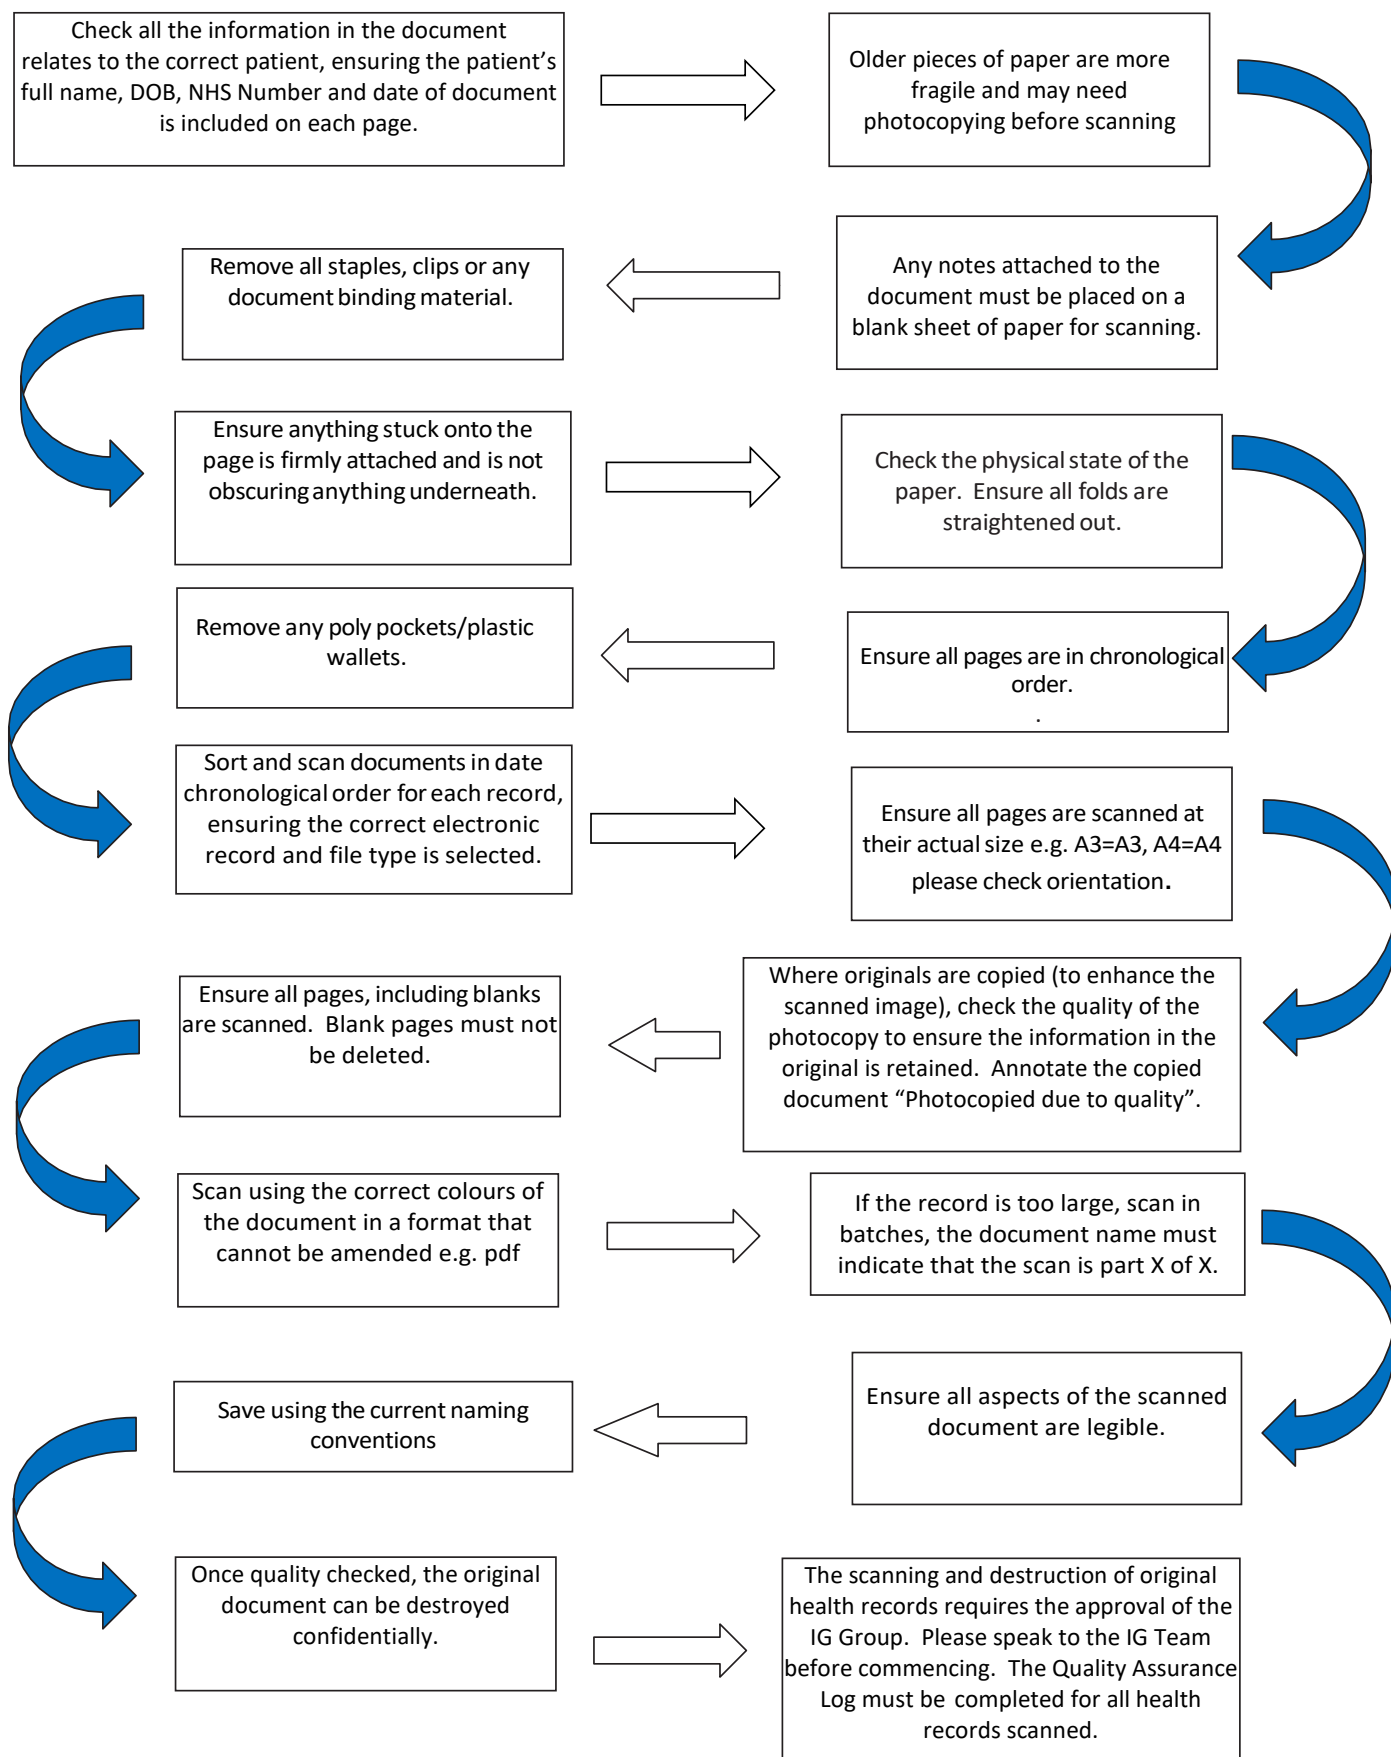 Check all the information in the document
relates to the correct patient, ensuring the patient’s
full name, DOB, NHS Number and date of document
is included on each page.
Older pieces of paper are more
fragile and may need
photocopying before scanning
Any notes attached to the
document must be placed on a
blank sheet of paper for scanning.
Remove all staples, clips or any
document binding material.
Ensure anything stuck onto the
page is firmly attached and is not
obscuring anything underneath.
Check the physical state of the
paper. Ensure all folds are
straightened out.
Ensure all pages are in chronological
order.
.
Remove any poly pockets/plastic
wallets.
Sort and scan documents in date
chronological order for each record,
ensuring the correct electronic
record and file type is selected.
Ensure all pages are scanned at
their actual size e.g. A3=A3, A4=A4
please check orientation.
Where originals are copied (to enhance the
scanned image), check the quality of the
photocopy to ensure the information in the
original is retained. Annotate the copied
document “Photocopied due to quality”.
Ensure all pages, including blanks
are scanned. Blank pages must not
be deleted.
Scan using the correct colours of
the document in a format that
cannot be amended e.g. pdf
If the record is too large, scan in
batches, the document name must
indicate that the scan is part X of X.
Ensure all aspects of the scanned
document are legible.
Save using the current naming
conventions
Once quality checked, the original
document can be destroyed
confidentially.
The scanning and destruction of original
health records requires the approval of the
IG Group. Please speak to the IG Team
before commencing. The Quality Assurance
Log must be completed for all health
records scanned.